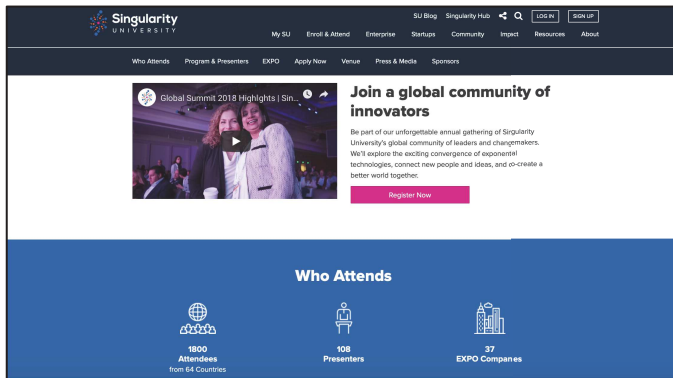 Singularity
UNIVERSITY
SU Blog Singularity Hub LOG IN SIGN UP
My SU Enroll & Attend Enterprise Startups Community Impact Resources About
Who Attends Program & Presenters EXPO Apply Now Venue Press & Media Sponsors
Global Summit 2018 Highlghts | Sin...
Join a global community of
innovators
Be part of our unforgettable annual gathering of Singularity
University's global community of leaders and changemakers.
We'll explore the exciting convergence of exponential
technologies, connect new people and ideas, and co-create a
better world together.
Register Now
Who Attends
1800
Attendees
from 64 Countries
108
Presenters
37
EXPO Companies